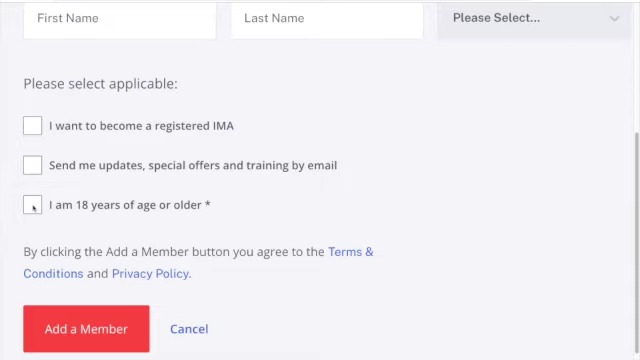 First Name
Last Name
Please Select...
Please select applicable:
I want to become a registered IMA
Send me updates, special offers and training by email
I am 18 years of age or older *
By clicking the Add a Member button you agree to the Terms &
Conditions and Privacy Policy.
Add a Member
Cancel